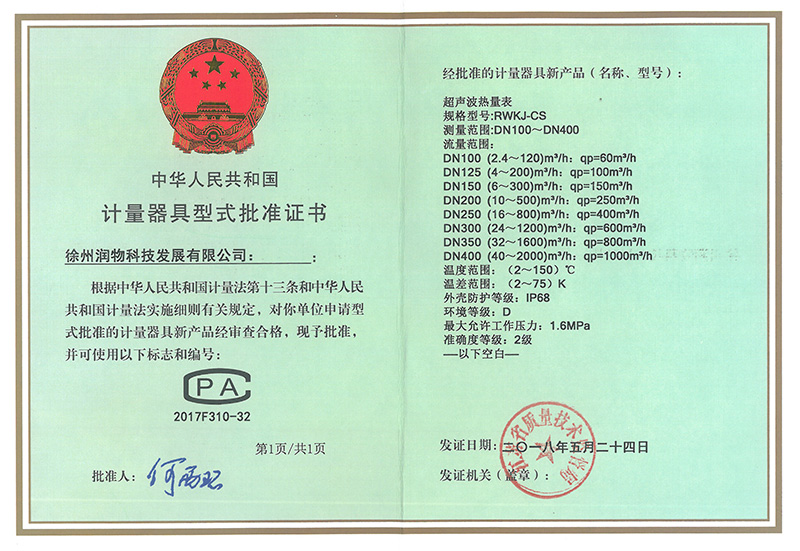 中华人民共和国
计量器具型式批准证书
徐州润物科技发展有限公司： ：
根据中华人民共和国计量法第十三条和中华人民
共和国计量法实施细则有关规定，对你单位申请型
式批准的计量器具新产品经审查合格，现予批准，
并可使用以下标志和编号：
CPA
2017F310-32
第1页/共1页
批准人：
经批准的计量器具新产品（名称、型号）：
超声波热量表
规格型号:RWKJ-CS
测量范围:DN100～DN400
流量范围:
DN100 (2.4～120)m³/h：qp=60m³/h
DN125 (4～200)m³/h：qp=100m³/h
DN150 (6～300)m³/h：qp=150m³/h
DN200 (10～500)m³/h：qp=250m³/h
DN250 (16～800)m³/h：qp=400m³/h
DN300 (24～1200)m³/h：qp=600m³/h
DN350 (32～1600)m³/h：qp=800m³/h
DN400 (40～2000)m³/h：qp=1000m³/h
温度范围：（2～150）℃
温差范围：（2～75）K
外壳防护等级：IP68
环境等级：D
最大允许工作压力：1.6MPa
准确度等级：2级
—以下空白—
发证日期：二〇一八年五月二十四日
发证机关（盖章）：
江苏省质量技术监督局